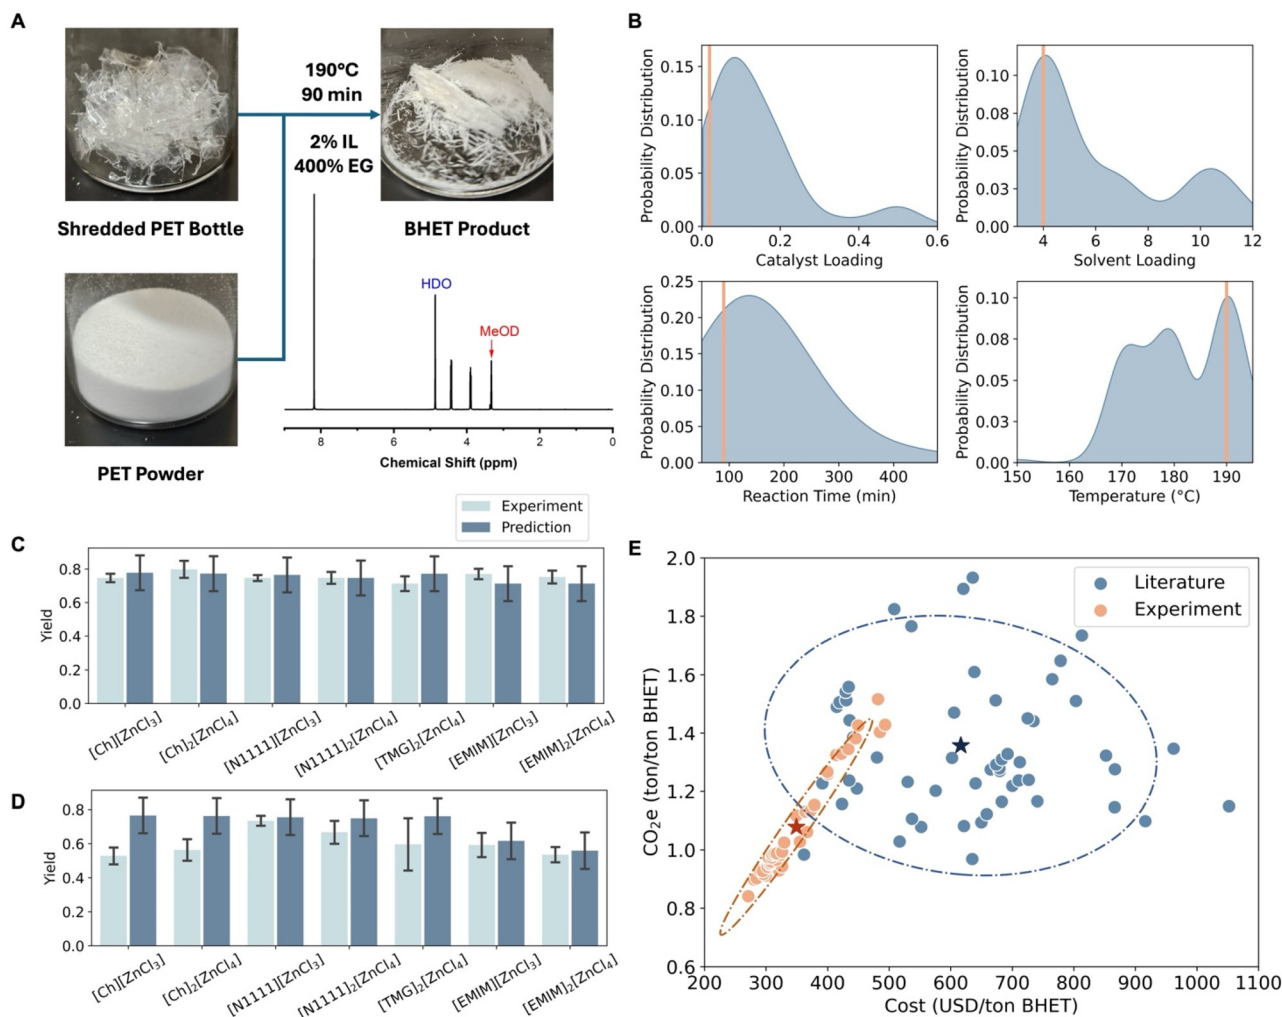 A
190°C
90 min
2% IL
400% EG
Shredded PET Bottle
BHET Product
PET Powder
HDO
MeOD
8
6
4
2
0
Chemical Shift (ppm)
B
Probability Distribution
0.15
0.10
0.05
0.00
0.0
0.2
0.4
0.6
Catalyst Loading
Probability Distribution
0.10
0.08
0.05
0.03
0.00
4
6
8
10
12
Solvent Loading
Probability Distribution
0.25
0.20
0.15
0.10
0.05
0.00
100
200
300
400
Reaction Time (min)
Probability Distribution
0.10
0.08
0.05
0.03
0.00
150
160
170
180
190
Temperature (°C)
Experiment
Prediction
C
Yield
0.8
0.6
0.4
0.2
0.0
[Ch][ZnCl₃]
[Ch]₂[ZnCl₄]
[N1111][ZnCl₃]
[N1111]₂[ZnCl₄]
[TMG]₂[ZnCl₄]
[EMIM][ZnCl₃]
[EMIM]₂[ZnCl₄]
D
Yield
0.8
0.6
0.4
0.2
0.0
[Ch][ZnCl₃]
[Ch]₂[ZnCl₄]
[N1111][ZnCl₃]
[N1111]₂[ZnCl₄]
[TMG]₂[ZnCl₄]
[EMIM][ZnCl₃]
[EMIM]₂[ZnCl₄]
E
Literature
Experiment
CO₂e (ton/ton BHET)
2.0
1.8
1.6
1.4
1.2
1.0
0.8
0.6
200
300
400
500
600
700
800
900
1000
1100
Cost (USD/ton BHET)